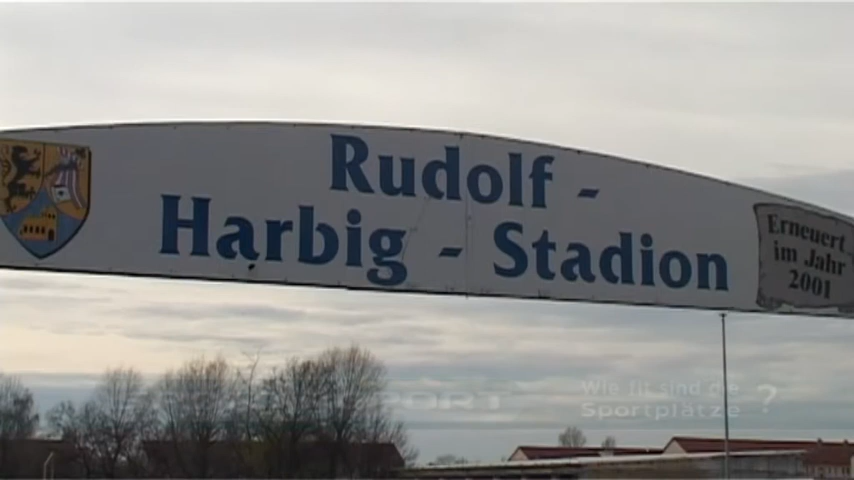 Rudolf -
Harbig - Stadion
Erneuert
im Jahr
2001
Wie fit sind die
Sportplätze ?